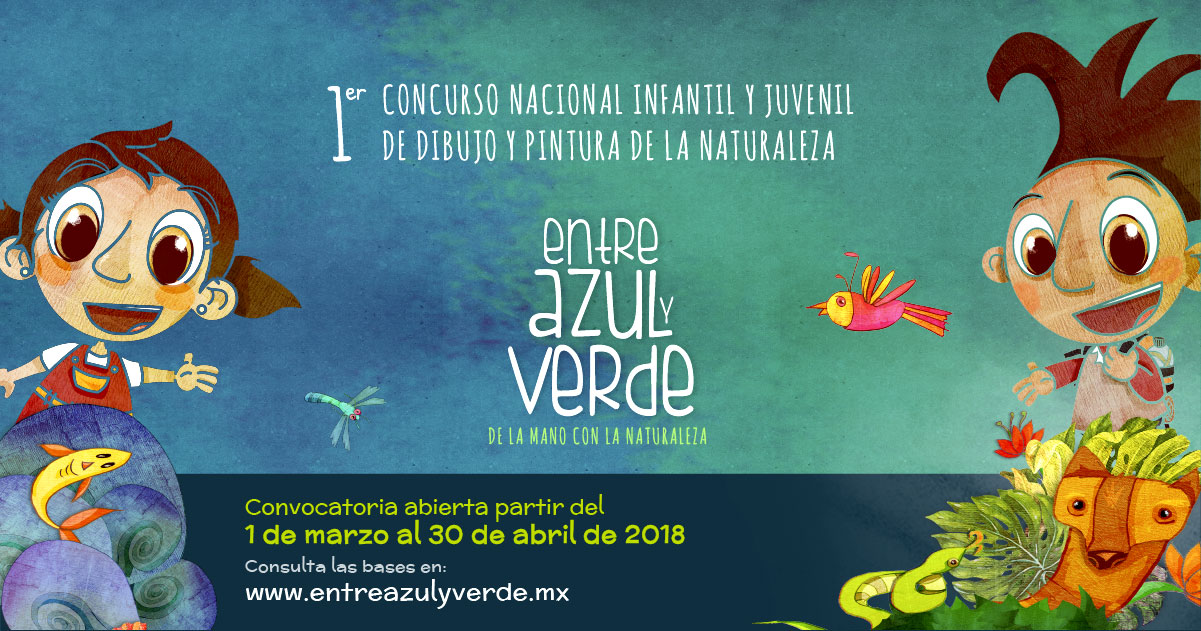 1er CONCURSO NACIONAL INFANTIL Y JUVENIL
DE DIBUJO Y PINTURA DE LA NATURALEZA
entre
AZUL Y
VERDE
DE LA MANO CON LA NATURALEZA
Convocatoria abierta partir del
1 de marzo al 30 de abril de 2018
Consulta las bases en:
www.entreazulyverde.mx